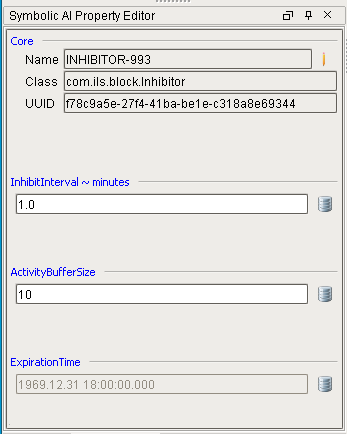 Symbolic AI Property Editor
Core
Name INHIBITOR-993
Class com.ils.block.Inhibitor
UUID f78c9a5e-27f4-41ba-be1e-c318a8e69344
InhibitInterval ~ minutes
1.0
ActivityBufferSize
10
ExpirationTime
1969.12.31 18:00:00.000